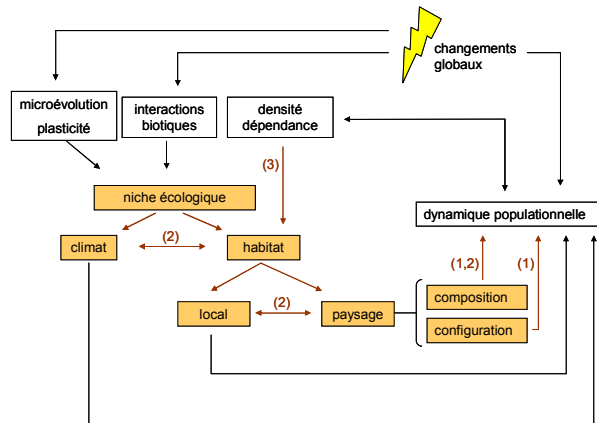 changements
globaux
microévolution
plasticité
interactions
biotiques
densité
dépendance
(3)
niche écologique
dynamique populationnelle
climat
(2)
habitat
(1,2)
(1)
composition
local
(2)
paysage
configuration